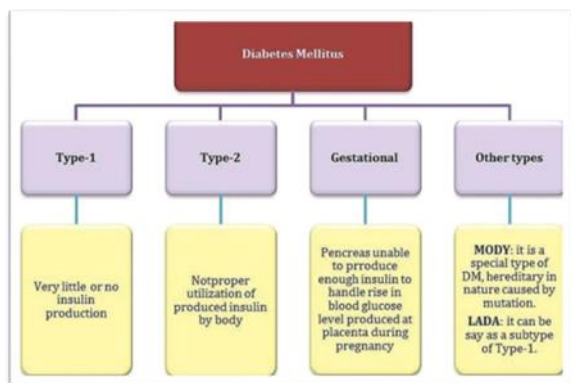 Diabetes Mellitus
Type-1
Type-2
Gestational
Other types
Very little or no
insulin
production
Notproper
utilization of
produced insulin
by body
Pencreas unable
to prroduce
enough insulin to
handle rise in
blood glucose
level produced at
placenta during
pregnancy
MODY: it is a
special type of
DM, hereditary in
nature caused by
mutation.
LADA: it can be
say as a subtype
of Type-1.